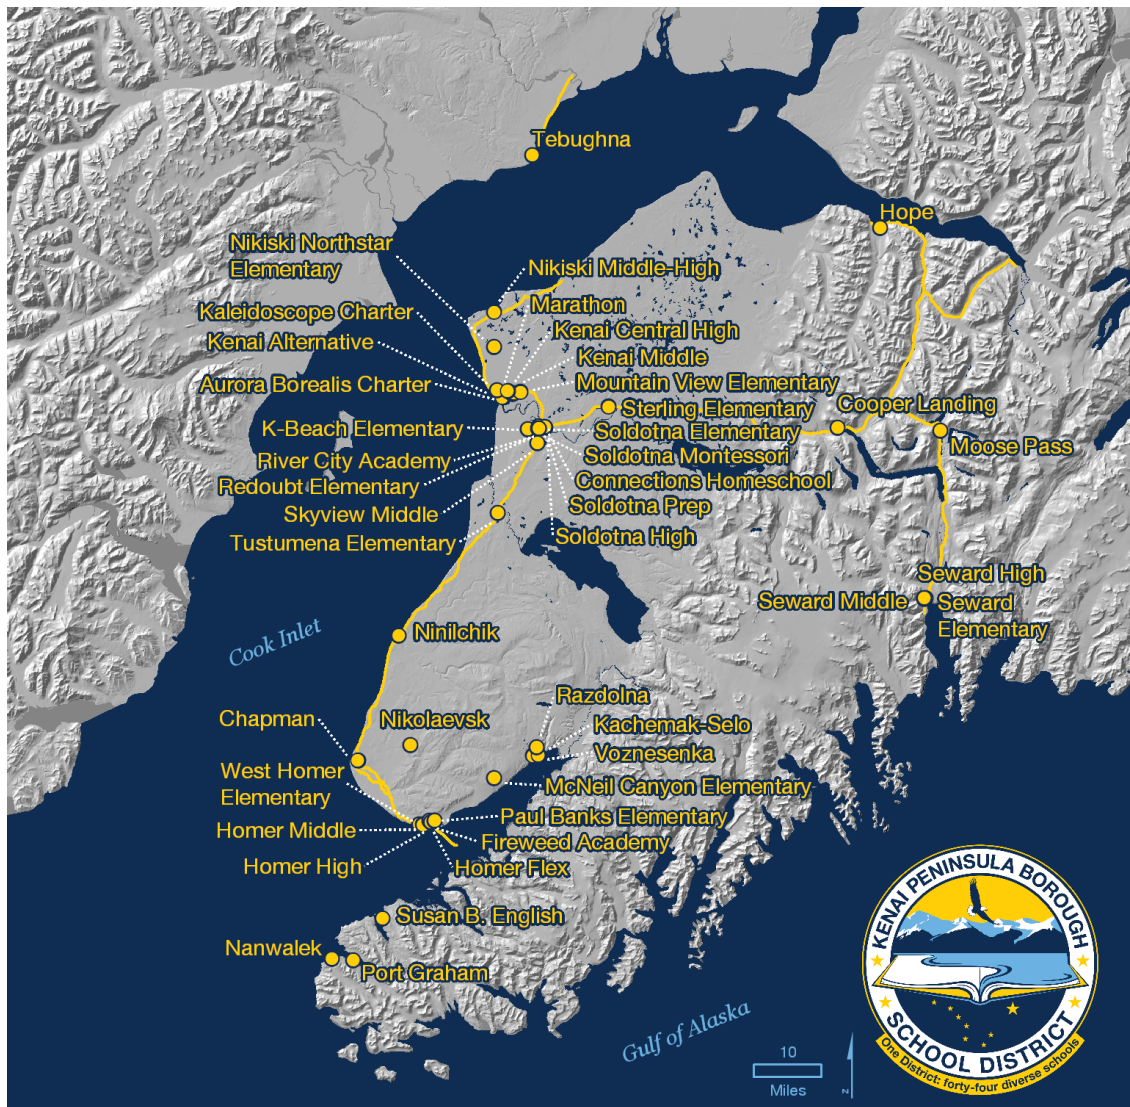 Tebughna
Hope
Nikiski Northstar
Elementary
Nikiski Middle-High
Kaleidoscope Charter
Marathon
Kenai Alternative
Kenai Central High
Kenai Middle
Aurora Borealis Charter
Mountain View Elementary
Sterling Elementary
Cooper Landing
K-Beach Elementary
Soldotna Elementary
Moose Pass
River City Academy
Soldotna Montessori
Redoubt Elementary
Connections Homeschool
Skyview Middle
Soldotna Prep
Tustumena Elementary
Soldotna High
Seward High
Seward Middle
Seward
Elementary
Cook Inlet
Ninilchik
Razdolna
Chapman
Nikolaevsk
Kachemak-Selo
Voznesenka
West Homer
Elementary
McNeil Canyon Elementary
Homer Middle
Paul Banks Elementary
Fireweed Academy
Homer High
Homer Flex
Susan B. English
Nanwalek
Port Graham
Gulf of Alaska
10
Miles
N
KENAI PENINSULA BOROUGH
SCHOOL DISTRICT
One District: forty-four diverse schools